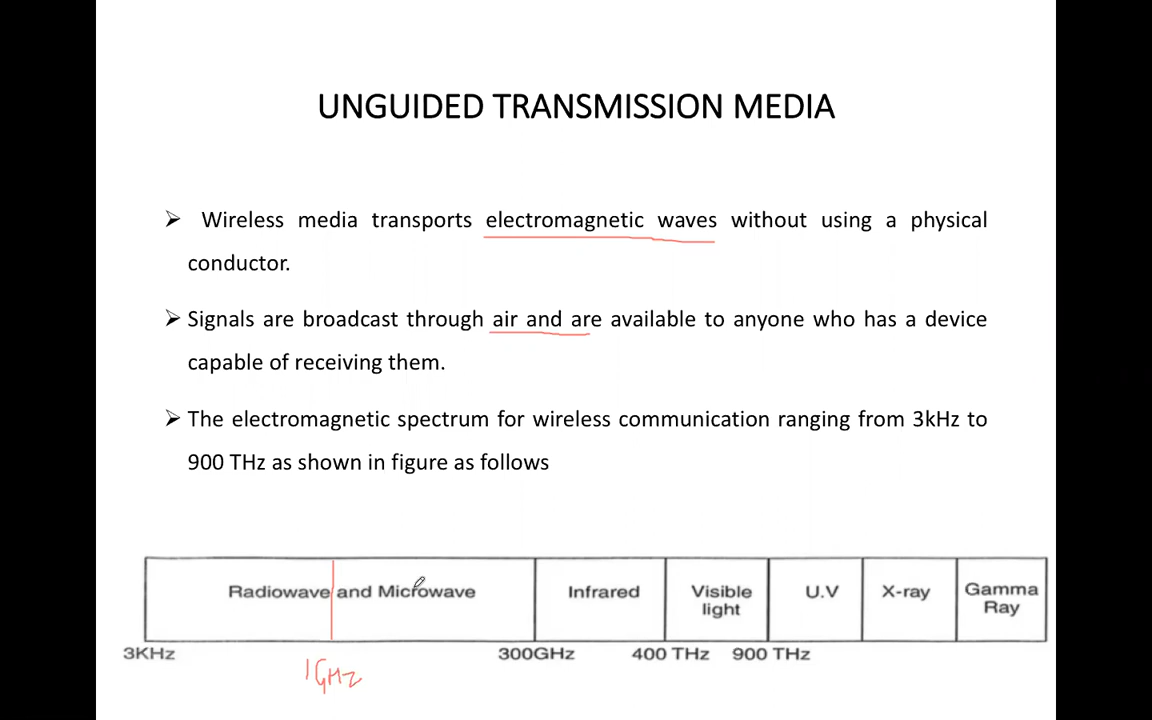 UNGUIDED TRANSMISSION MEDIA
➢ Wireless media transports electromagnetic waves without using a physical
conductor.
➢ Signals are broadcast through air and are available to anyone who has a device
capable of receiving them.
➢ The electromagnetic spectrum for wireless communication ranging from 3kHz to
900 THz as shown in figure as follows
Radiowave and Microwave
Infrared
Visible
light
U.V
X-ray
Gamma
Ray
3KHz
300GHz
400 THz
900 THz
1GHz